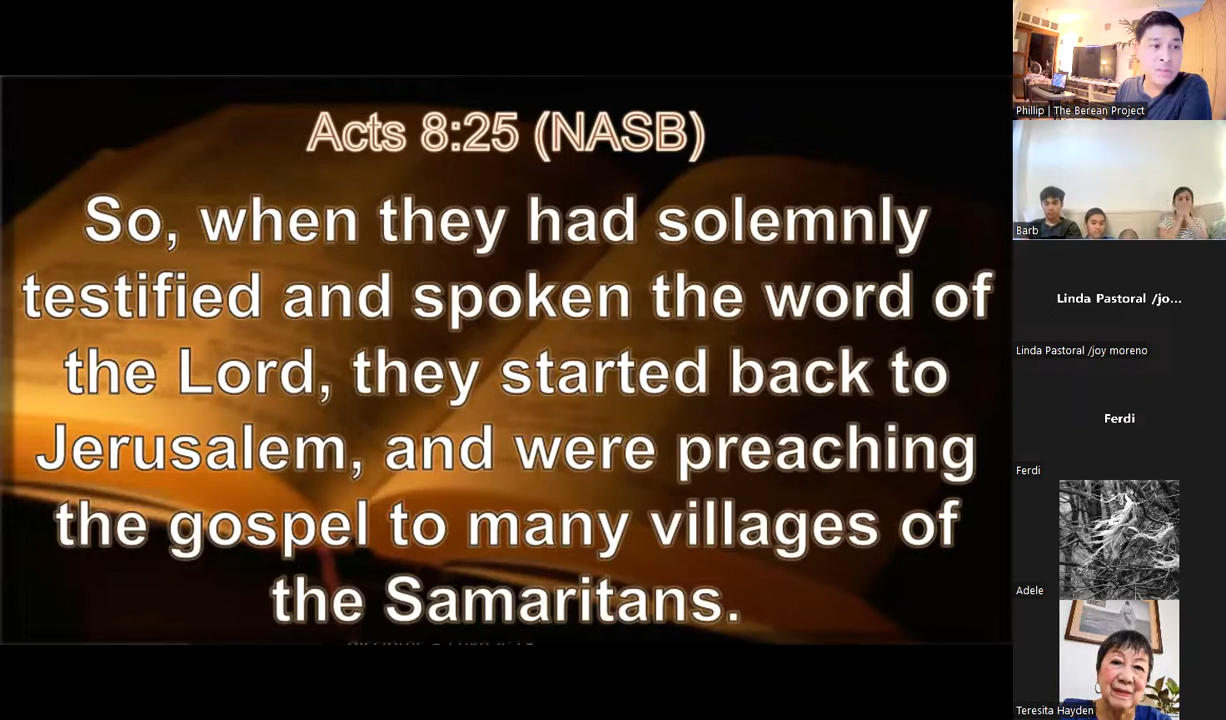 Acts 8:25 (NASB)
So, when they had solemnly
testified and spoken the word of
the Lord, they started back to
Jerusalem, and were preaching
the gospel to many villages of
the Samaritans.
Phillip | The Berean Project
Barb
Linda Pastoral /jo...
Linda Pastoral /joy moreno
Ferdi
Ferdi
Adele
Teresita Hayden